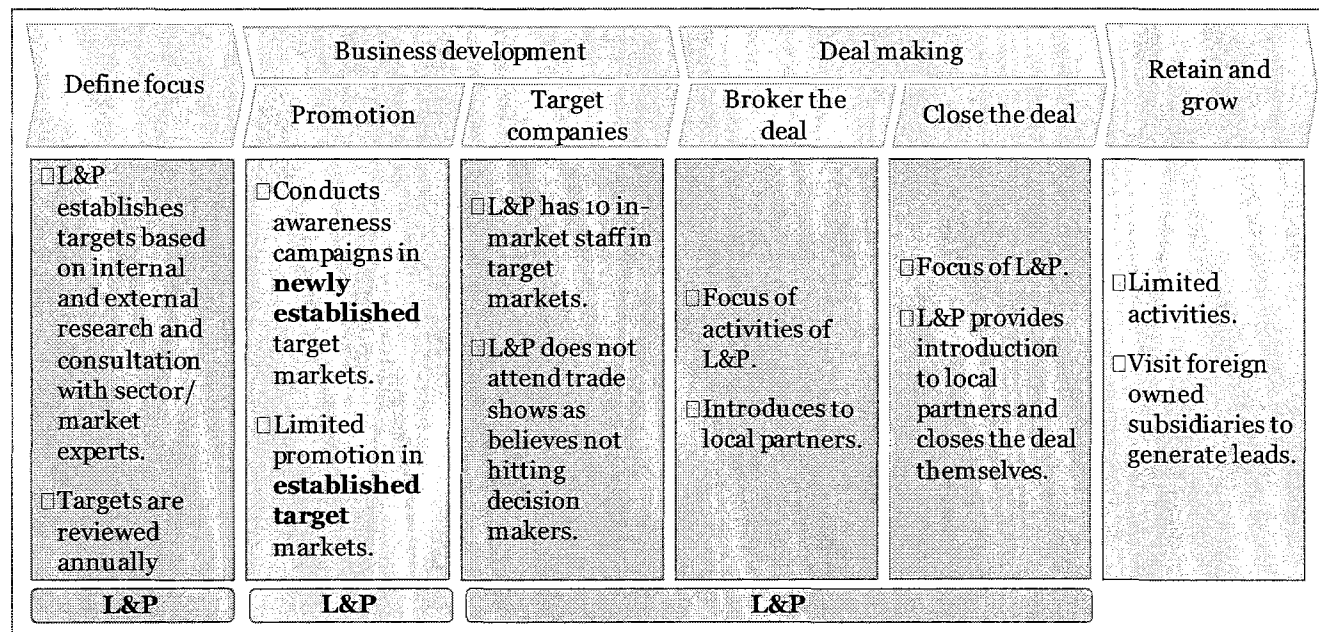 Define focus
Business development
Deal making
Retain and
grow
Promotion
Target
companies
Broker the
deal
Close the deal
□L&P
establishes
targets based
on internal
and external
research and
consultation
with sector/
market
experts.
□Targets are
reviewed
annually
□Conducts
awareness
campaigns in
newly
established
target
markets.
□Limited
promotion in
established
target
markets.
□L&P has 10 in-
market staff in
target
markets.
□L&P does not
attend trade
shows as
believes not
hitting
decision
makers.
□Focus of
activities of
L&P.
□Introduces to
local partners.
□Focus of L&P.
□L&P provides
introduction
to local
partners and
closes the deal
themselves.
□Limited
activities.
□Visit foreign
owned
subsidiaries to
generate leads.
L&P
L&P
L&P